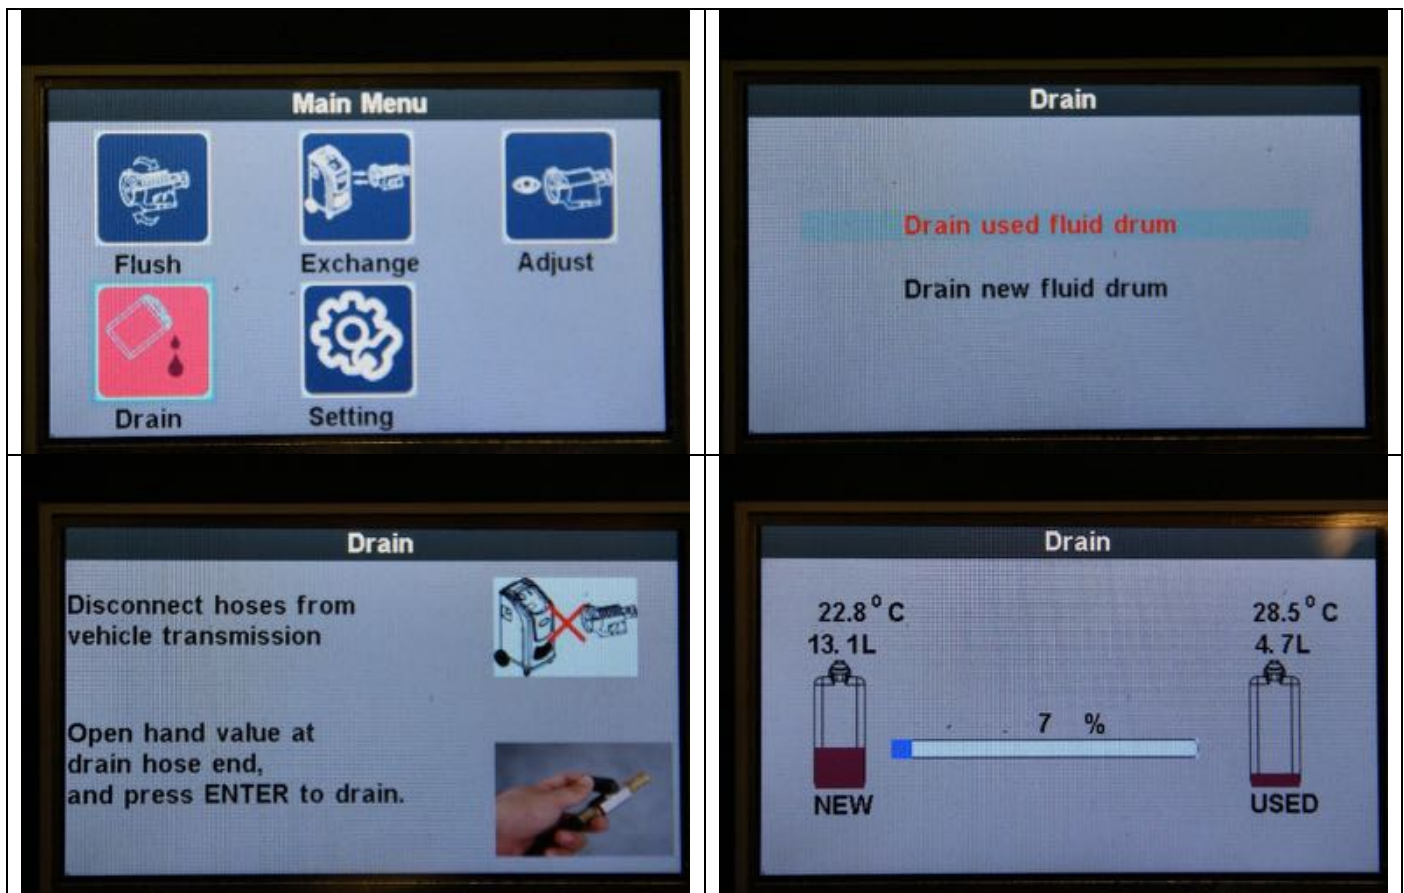 Main Menu
Flush
Exchange
Adjust
Drain
Setting
Drain
Drain used fluid drum
Drain new fluid drum
Drain
Disconnect hoses from
vehicle transmission
Open hand value at
drain hose end,
and press ENTER to drain.
Drain
22.8°C
28.5°C
13.1L
4.7L
7 %
NEW
USED